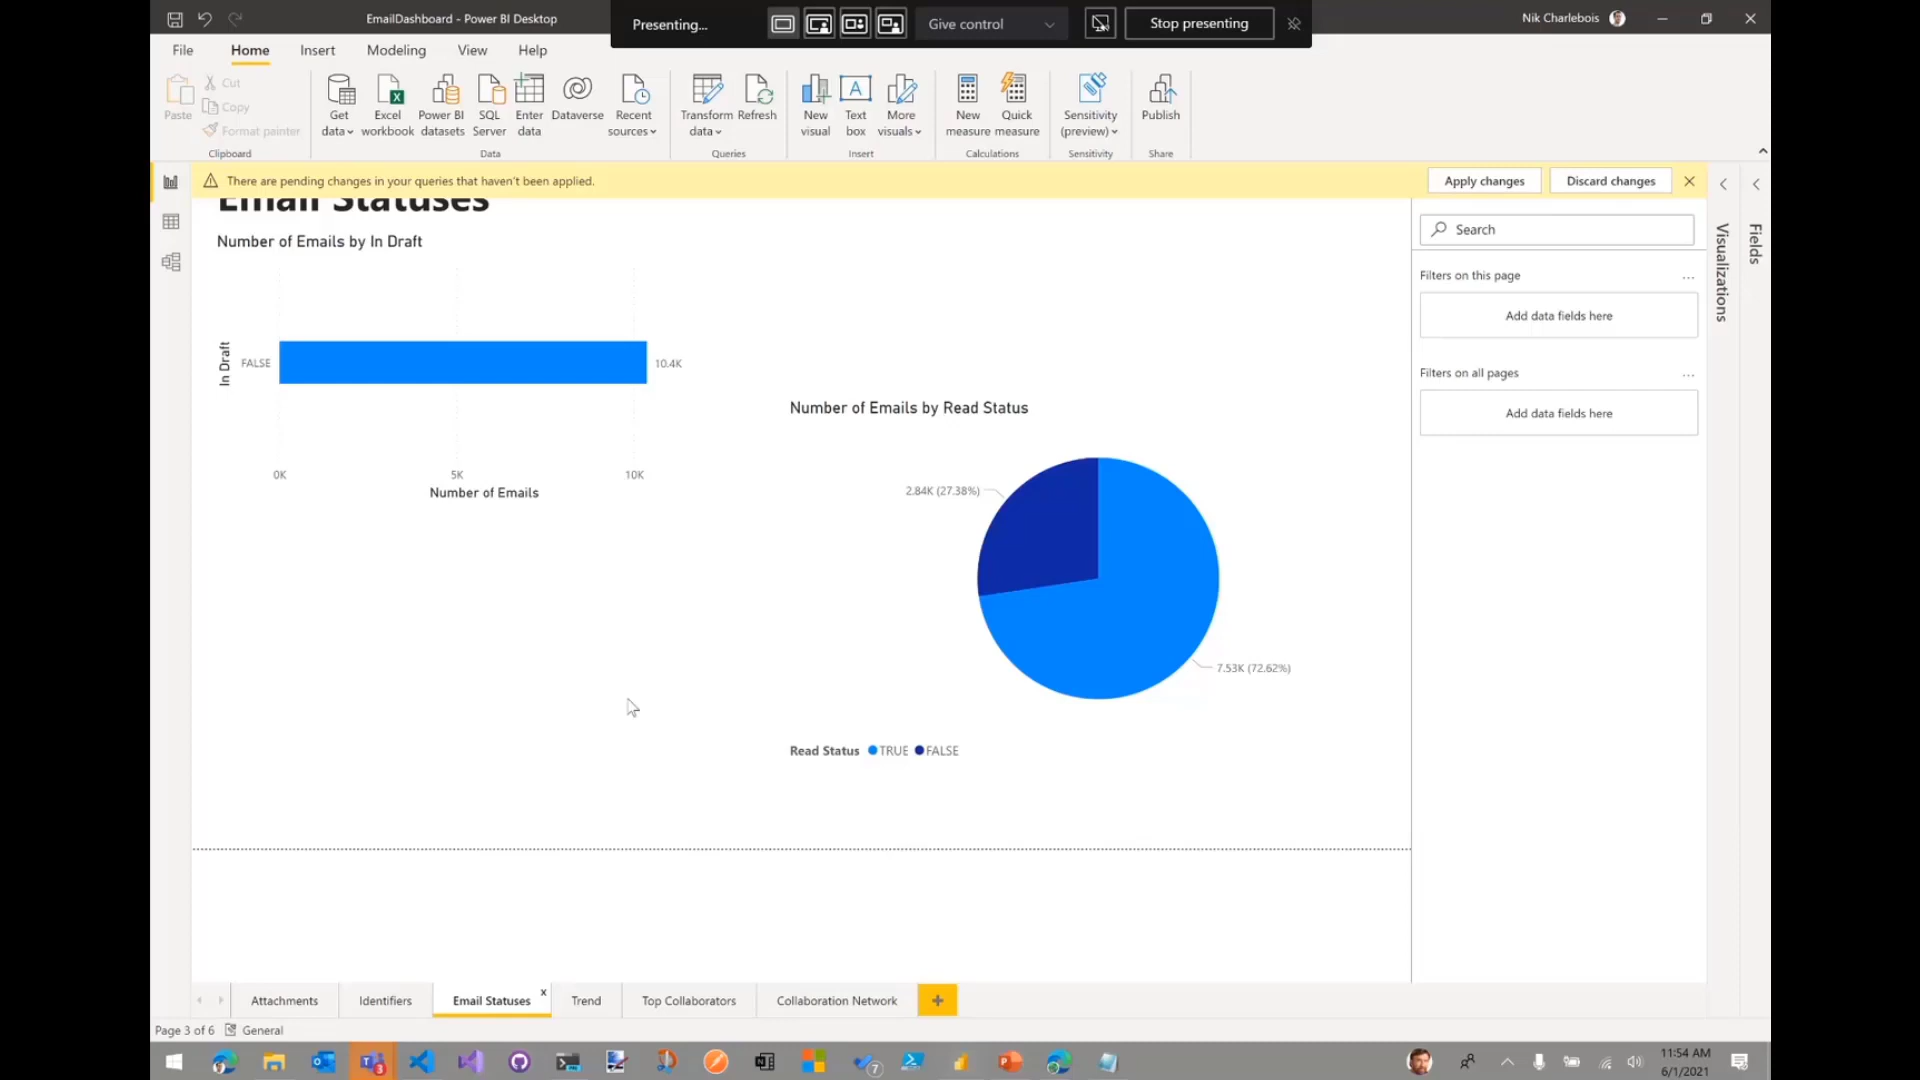 EmailDashboard - Power BI Desktop
Presenting...
Give control
Stop presenting
Nik Charlebois
File Home Insert Modeling View Help
Paste
Cut
Copy
Format painter
Clipboard
Get data
Excel workbook
Power BI datasets
SQL Server
Enter data
Dataverse
Recent sources
Data
Transform data
Refresh
Queries
New visual
Text box
More visuals
Insert
New measure
Quick measure
Calculations
Sensitivity (preview)
Sensitivity
Publish
Share
There are pending changes in your queries that haven't been applied.
Apply changes
Discard changes
Email Statuses
Number of Emails by In Draft
In Draft
FALSE
10.4K
0K 5K 10K
Number of Emails
Number of Emails by Read Status
2.84K (27.38%)
7.53K (72.62%)
Read Status TRUE FALSE
Search
Filters on this page
...
Add data fields here
Filters on all pages
...
Add data fields here
Visualizations
Fields
Attachments Identifiers Email Statuses x Trend Top Collaborators Collaboration Network +
Page 3 of 6 General
3
7
11:54 AM
6/1/2021